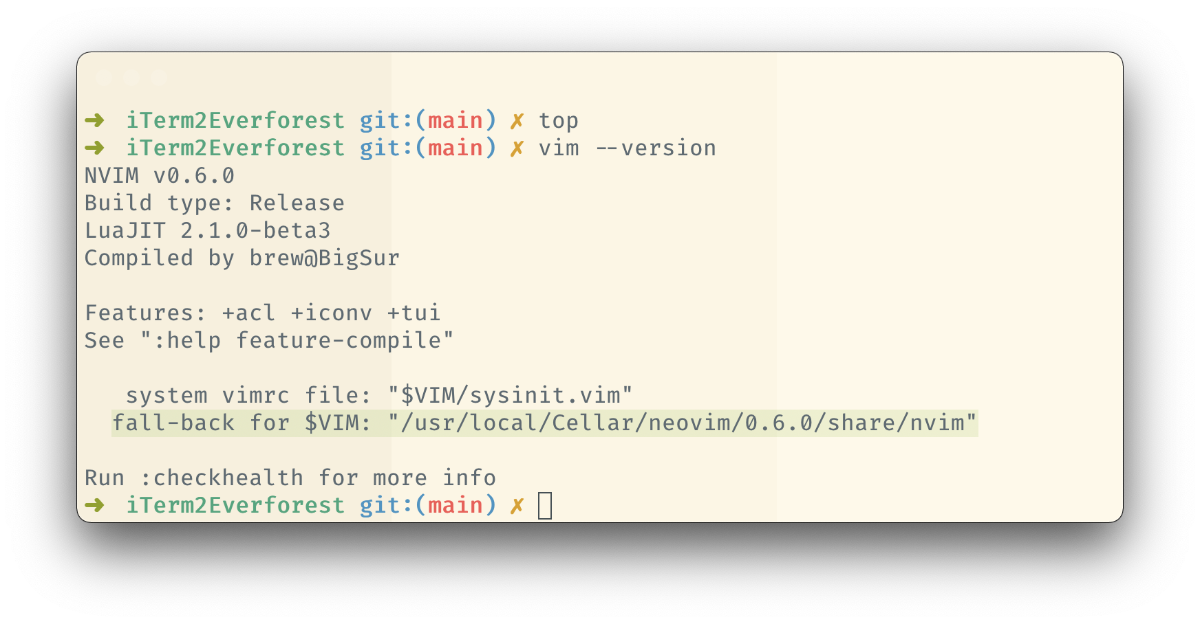 ➜ iTerm2Everforest git:(main) ✗ top
➜ iTerm2Everforest git:(main) ✗ vim --version
NVIM v0.6.0
Build type: Release
LuaJIT 2.1.0-beta3
Compiled by brew@BigSur
Features: +acl +iconv +tui
See ":help feature-compile"
system vimrc file: "$VIM/sysinit.vim"
fall-back for $VIM: "/usr/local/Cellar/neovim/0.6.0/share/nvim"
Run :checkhealth for more info
➜ iTerm2Everforest git:(main) ✗